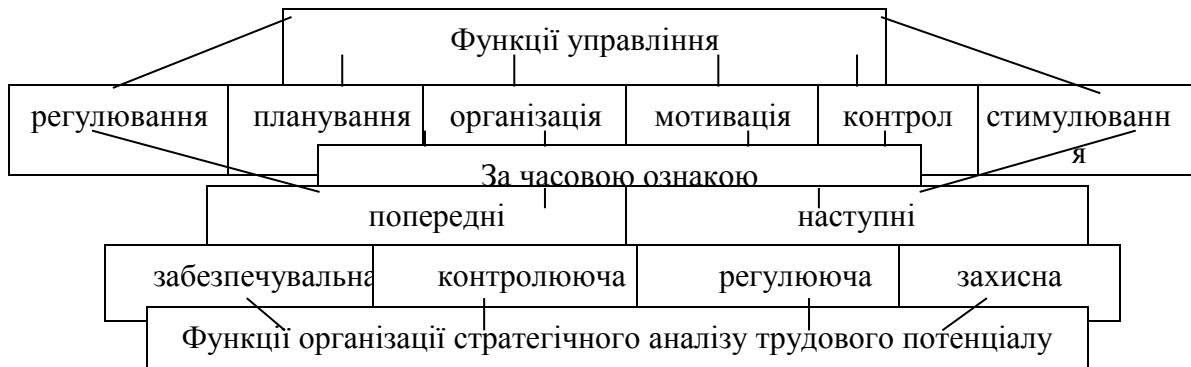 Функції управління
регулювання планування організація мотивація контрол стимулюванн
я
За часовою ознакою
попередні наступні
забезпечувальна контролююча регулююча захисна
Функції організації стратегічного аналізу трудового потенціалу